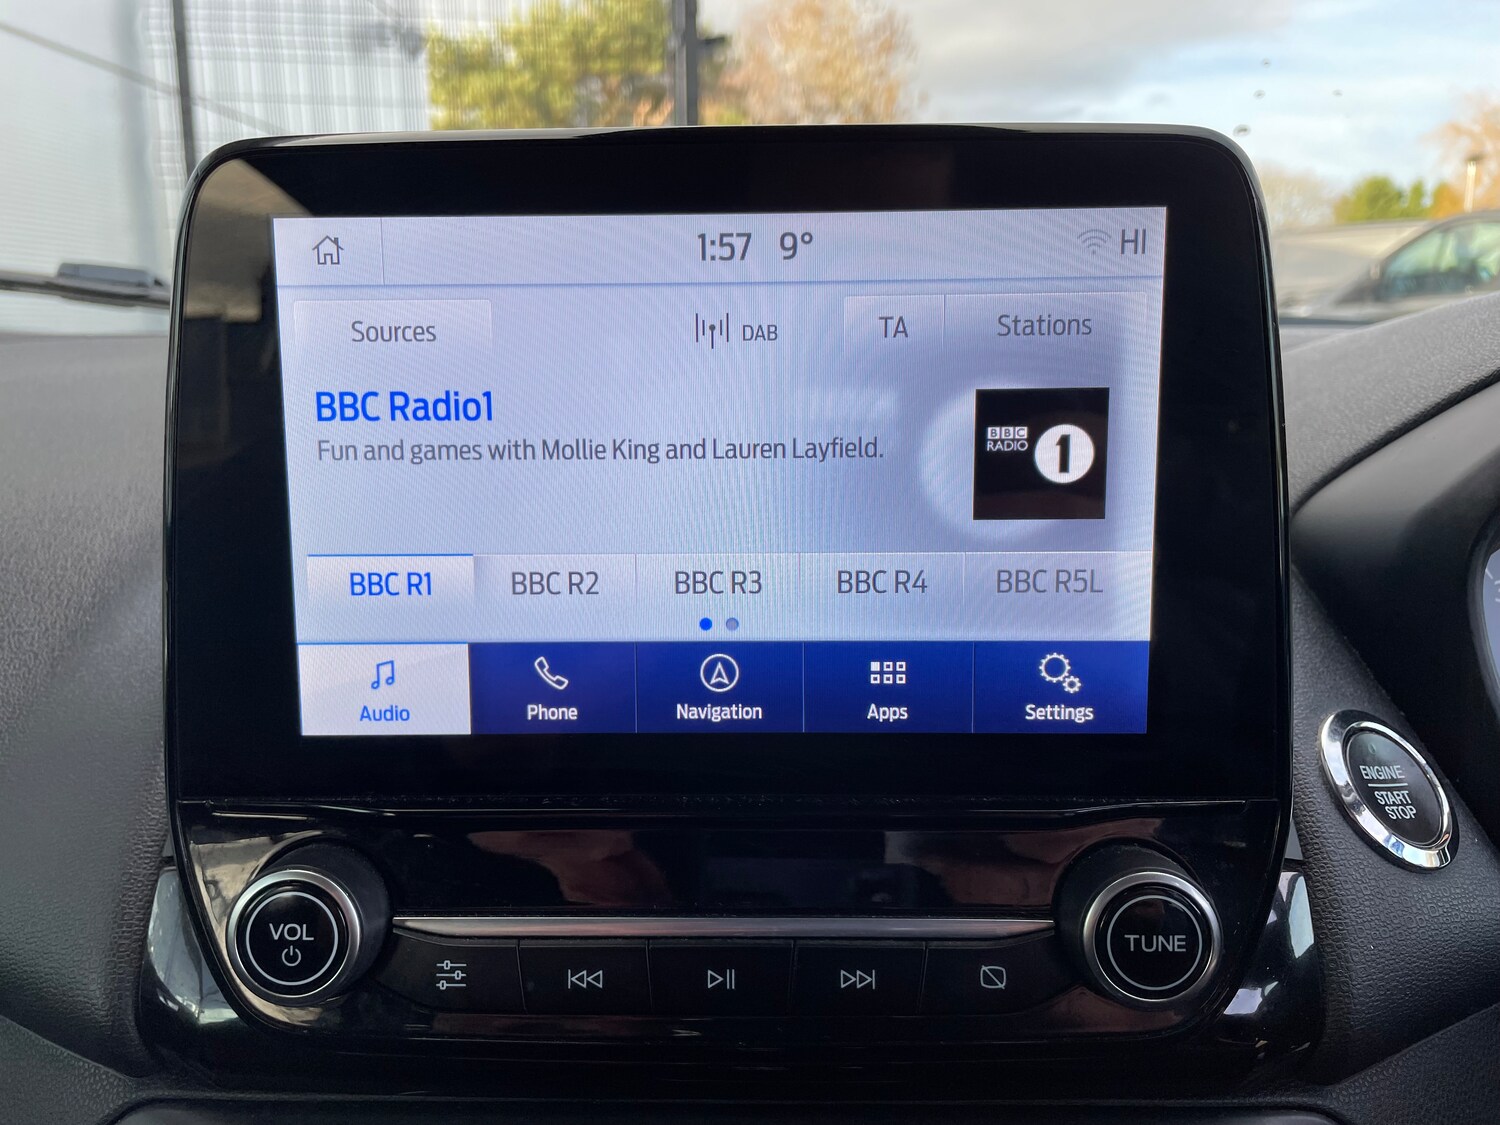 1:57 9° HI
Sources DAB TA Stations
BBC Radio1
Fun and games with Mollie King and Lauren Layfield.
BBC
RADIO 1
BBC R1 BBC R2 BBC R3 BBC R4 BBC R5L
Audio Phone Navigation Apps Settings
ENGINE
START
STOP
VOL TUNE